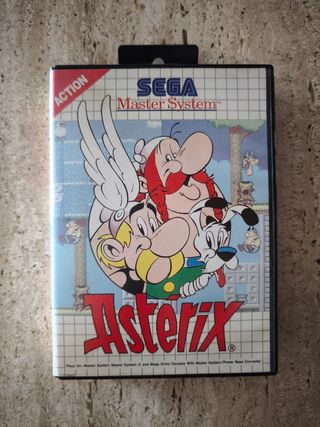 ACTION
SEGA
Master System™
Asterix®
Plays On: Master System, Master System II and Mega Drive/Genesis With Master System/Power Base Converter